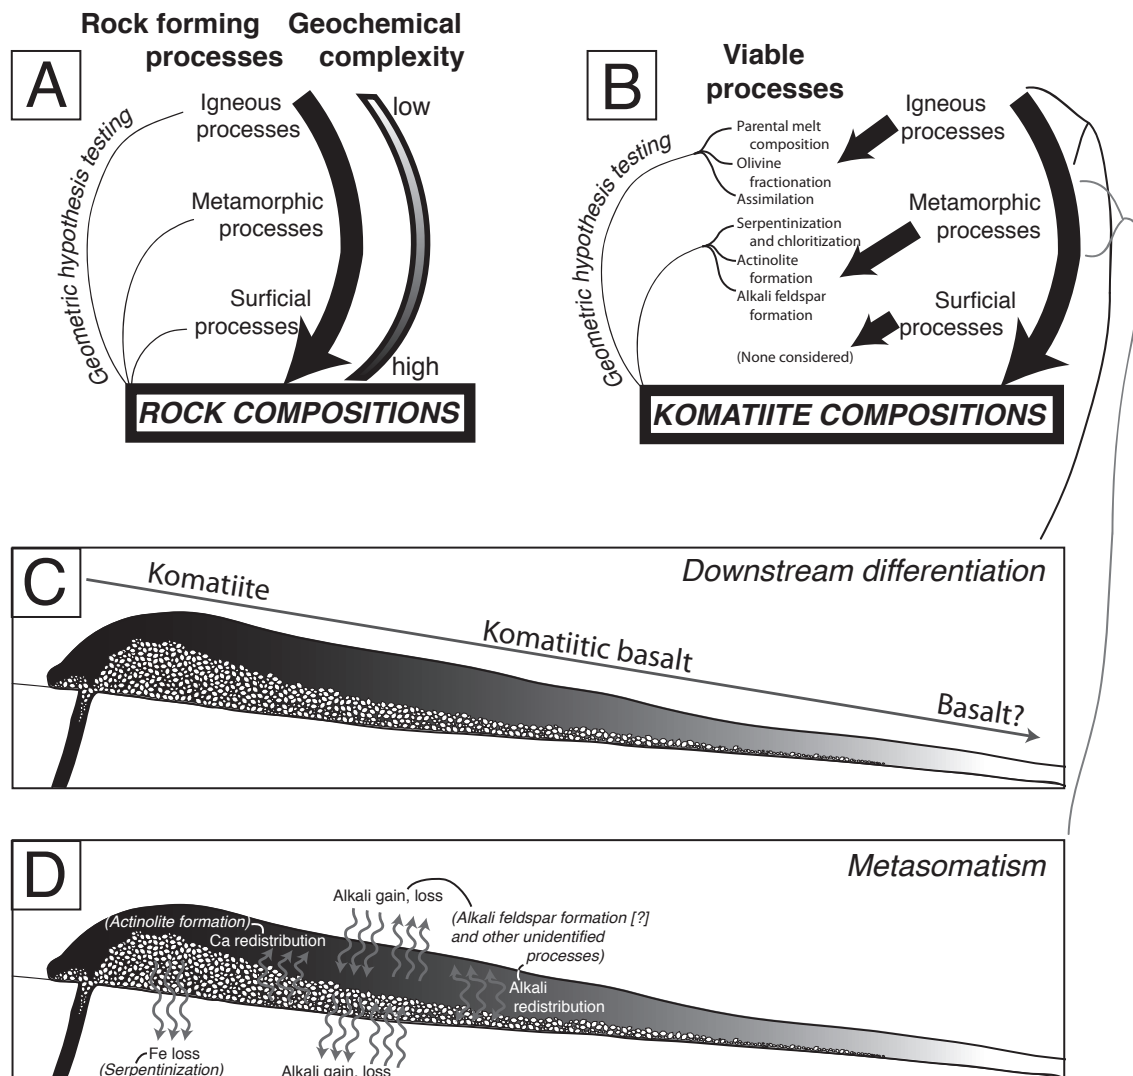 A
Rock forming
processes
Geochemical
complexity
Igneous
processes
Metamorphic
processes
Surficial
processes
low
high
Geometric hypothesis testing
ROCK COMPOSITIONS
B
Viable
processes
Igneous
processes
Metamorphic
processes
Surficial
processes
Parental melt
composition
Olivine
fractionation
Assimilation
Serpentinization
and chloritization
Actinolite
formation
Alkali feldspar
formation
(None considered)
Geometric hypothesis testing
KOMATIITE COMPOSITIONS
C
Downstream differentiation
Komatiite
Komatiitic basalt
Basalt?
D
Metasomatism
Alkali gain, loss
(Alkali feldspar formation [?]
and other unidentified
processes)
(Actinolite formation)
Ca redistribution
Alkali
redistribution
Fe loss
(Serpentinization)
Alkali gain, loss